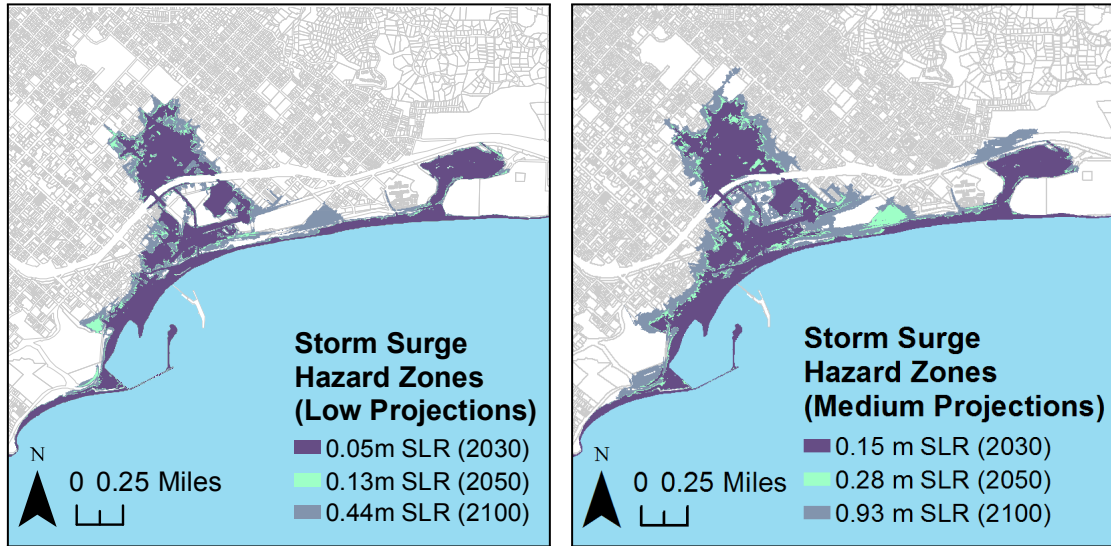 Storm Surge
Hazard Zones
(Low Projections)
0.05m SLR (2030)
0.13m SLR (2050)
0.44m SLR (2100)
N
0 0.25 Miles
Storm Surge
Hazard Zones
(Medium Projections)
0.15 m SLR (2030)
0.28 m SLR (2050)
0.93 m SLR (2100)
N
0 0.25 Miles